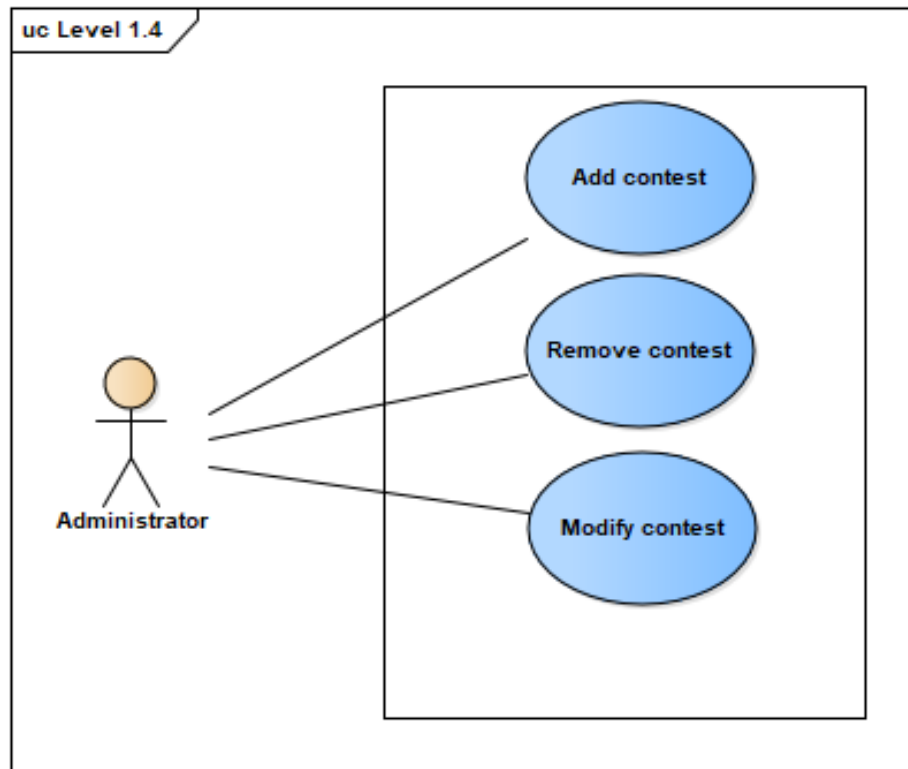 uc Level 1.4
Add contest
Remove contest
Administrator
Modify contest